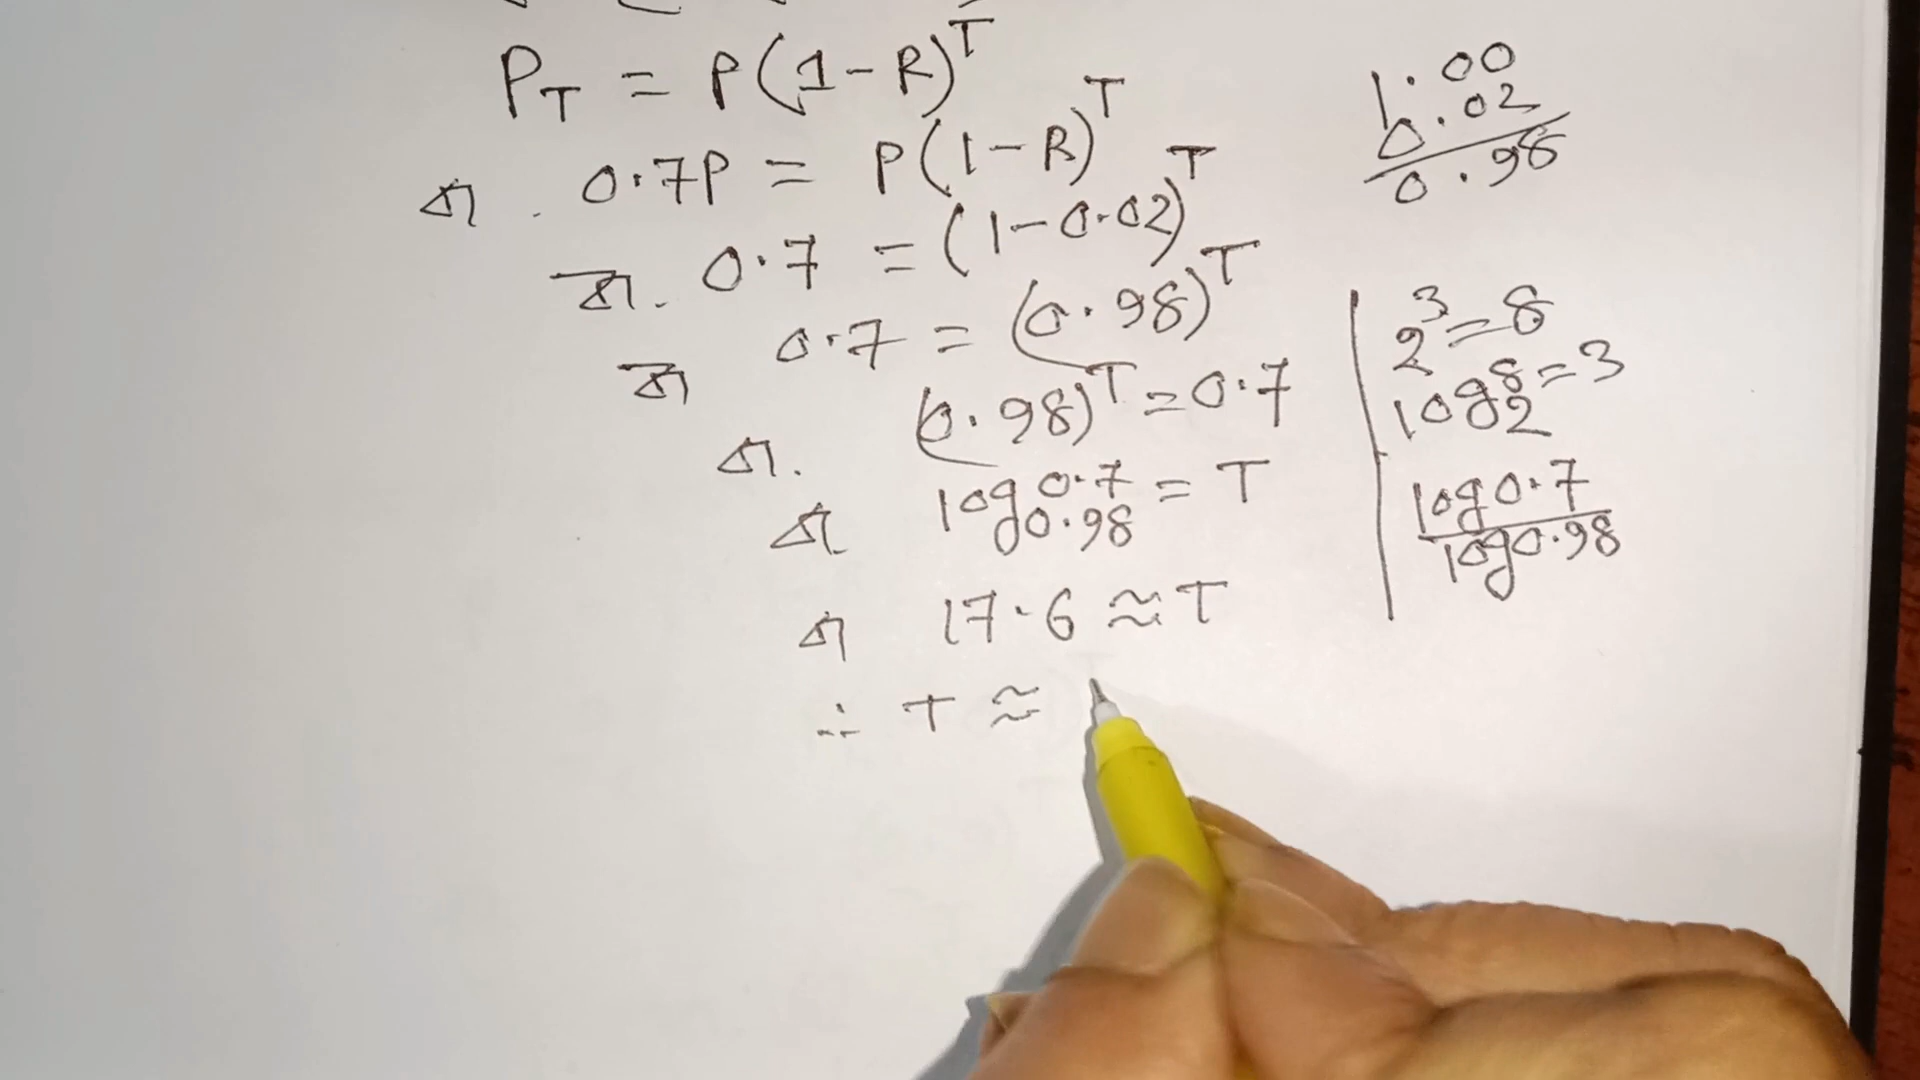 P_T = P(1-R)^T
বা. 0.7P = P(1-R)^T
বা. 0.7 = (1-0.02)^T
বা 0.7 = (0.98)^T
বা. (0.98)^T = 0.7
বা log_0.98 0.7 = T
বা 17.6 ≈ T
∴ T ≈
1.00
0.02
0.98
2^3 = 8
log_2 8 = 3
log 0.7
log 0.98